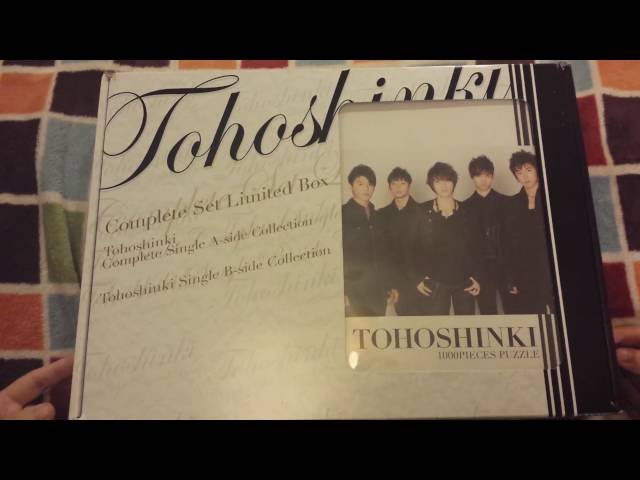 Tohoshinki
Complete Set Limited Box
Tohoshinki
Complete Single A-side Collection
Tohoshinki Single B-side Collection
TOHOSHINKI
1000PIECES PUZZLE